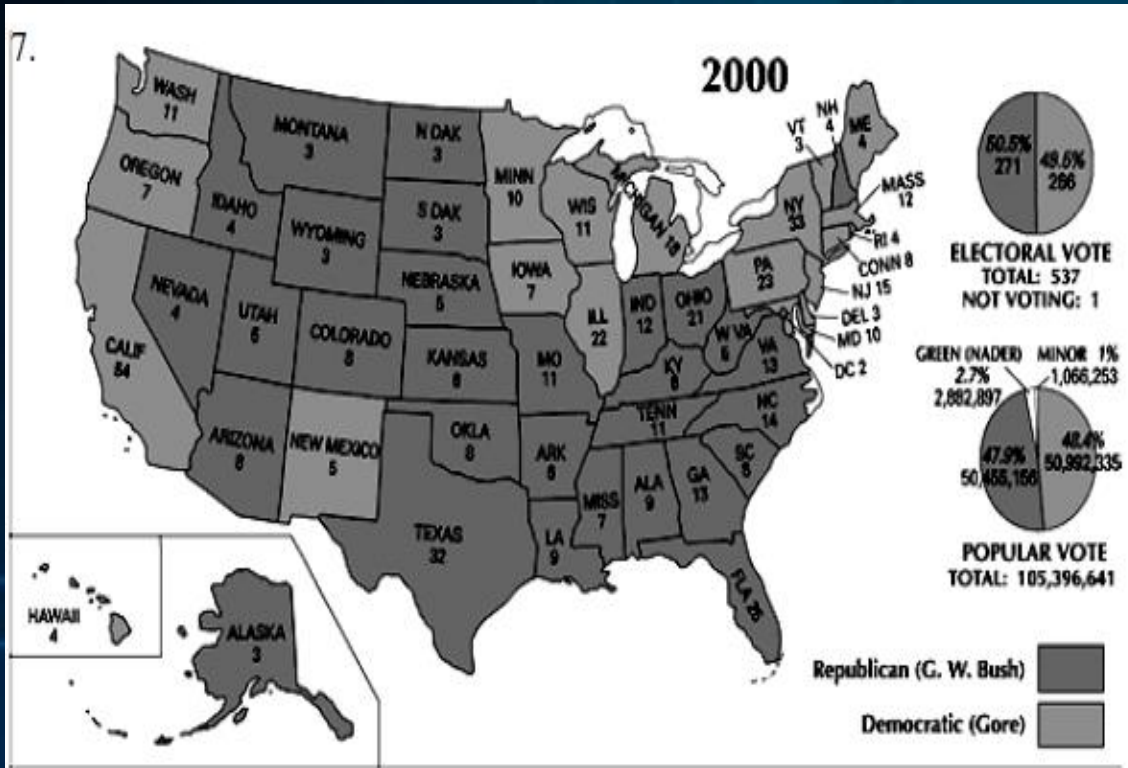 7.
2000
WASH
11
OREGON
7
CALIF
54
NEVADA
4
IDAHO
4
MONTANA
3
WYOMING
3
UTAH
5
COLORADO
8
ARIZONA
8
NEW MEXICO
5
N DAK
3
S DAK
3
NEBRASKA
5
KANSAS
6
OKLA
8
TEXAS
32
MINN
10
IOWA
7
MO
11
ARK
6
LA
9
WIS
11
ILL
22
MICHIGAN 18
IND
12
OHIO
21
KY
8
TENN
11
MISS
7
ALA
9
GA
13
FLA 25
SC
8
NC
14
VA
13
W VA
5
PA
23
NY
33
VT
3
NH
4
ME
4
MASS
12
RI 4
CONN 8
NJ 15
DEL 3
MD 10
DC 2
HAWAII
4
ALASKA
3
50.5%
271
49.5%
266
ELECTORAL VOTE
TOTAL: 537
NOT VOTING: 1
GREEN (NADER)
2.7%
2,882,897
MINOR 1%
1,066,253
47.9%
50,455,156
48.4%
50,992,335
POPULAR VOTE
TOTAL: 105,396,641
Republican (G. W. Bush)
Democratic (Gore)